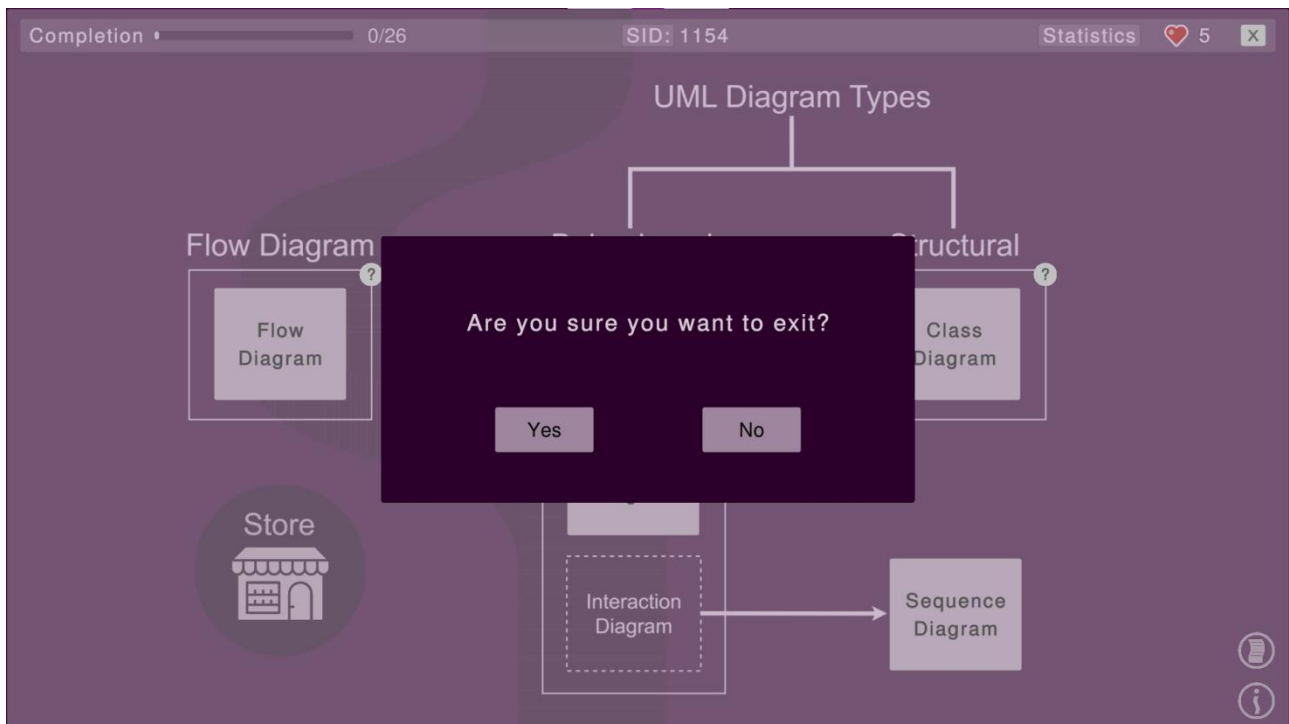 Completion 0/26 SID: 1154 Statistics 5 X
UML Diagram Types
Flow Diagram
?
Flow
Diagram
Structural
?
Class
Diagram
Are you sure you want to exit?
Yes No
Store
Interaction
Diagram
Sequence
Diagram
i